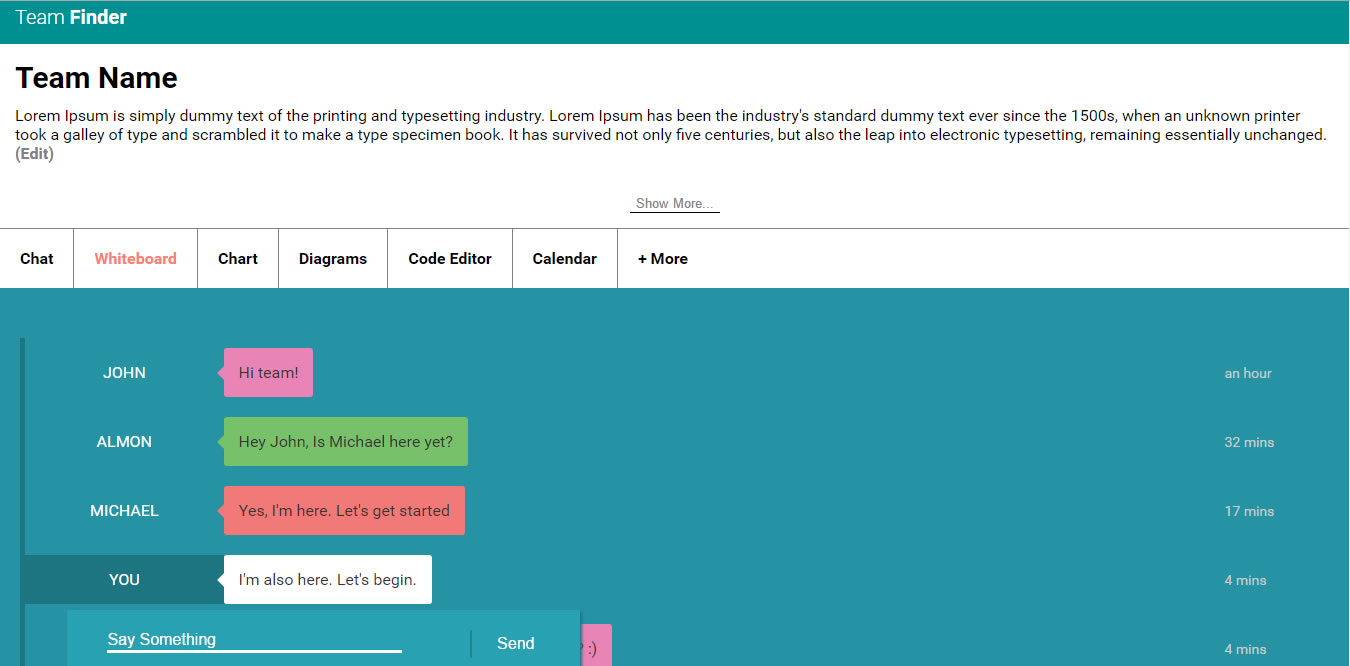 Team Finder
Team Name
Lorem Ipsum is simply dummy text of the printing and typesetting industry. Lorem Ipsum has been the industry's standard dummy text ever since the 1500s, when an unknown printer
took a galley of type and scrambled it to make a type specimen book. It has survived not only five centuries, but also the leap into electronic typesetting, remaining essentially unchanged.
(Edit)
Show More...
Chat Whiteboard Chart Diagrams Code Editor Calendar + More
JOHN Hi team! an hour
ALMON Hey John, Is Michael here yet? 32 mins
MICHAEL Yes, I'm here. Let's get started 17 mins
YOU I'm also here. Let's begin. 4 mins
Say Something Send ? :) 4 mins